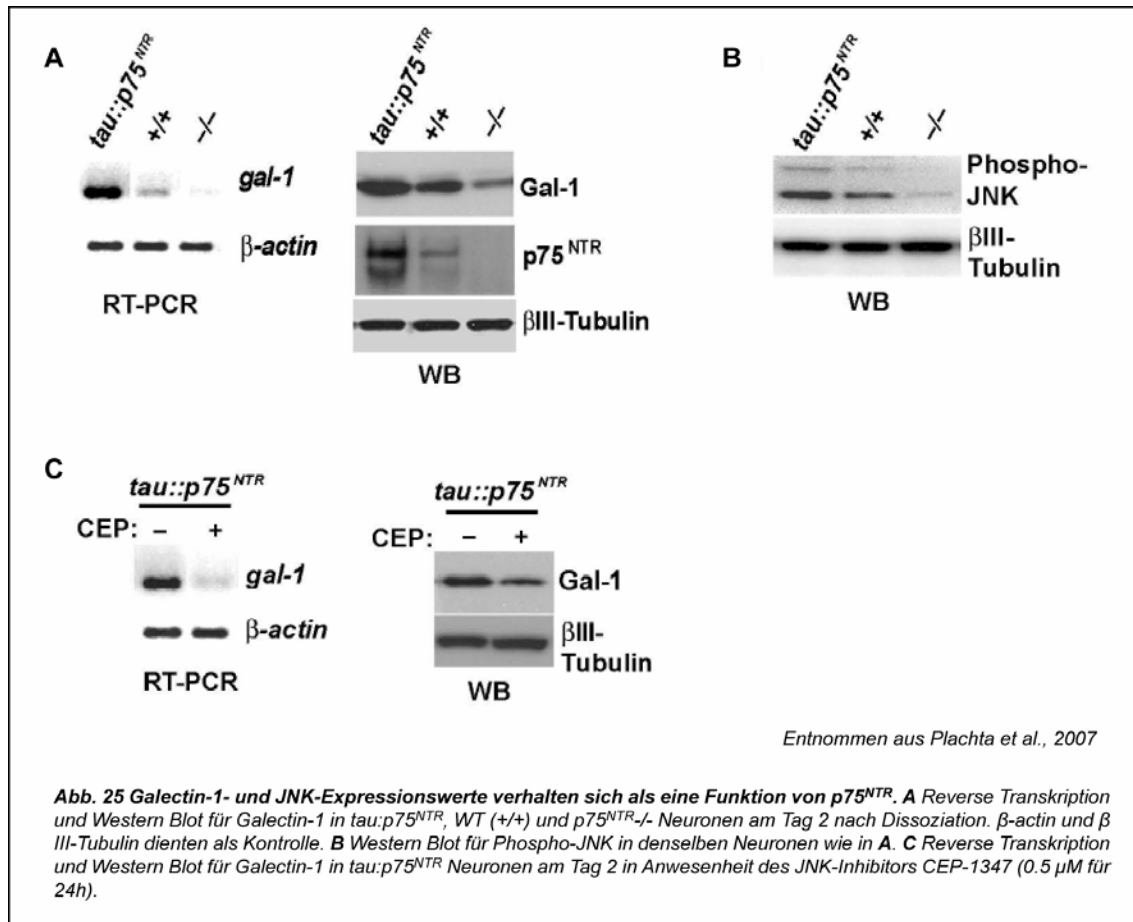 A
tau::p75NTR +/+ –/–
gal-1
β-actin
RT-PCR
tau::p75NTR +/+ –/–
Gal-1
p75NTR
βIII-Tubulin
WB
B
tau::p75NTR +/+ –/–
Phospho-
JNK
βIII-
Tubulin
WB
C
tau::p75NTR
CEP: – +
gal-1
β-actin
RT-PCR
tau::p75NTR
CEP: – +
Gal-1
βIII-
Tubulin
WB
Entnommen aus Plachta et al., 2007
Abb. 25 Galectin-1- und JNK-Expressionswerte verhalten sich als eine Funktion von p75NTR. A Reverse Transkription
und Western Blot für Galectin-1 in tau:p75NTR, WT (+/+) und p75NTR-/- Neuronen am Tag 2 nach Dissoziation. β-actin und β
III-Tubulin dienten als Kontrolle. B Western Blot für Phospho-JNK in denselben Neuronen wie in A. C Reverse Transkription
und Western Blot für Galectin-1 in tau:p75NTR Neuronen am Tag 2 in Anwesenheit des JNK-Inhibitors CEP-1347 (0.5 µM für
24h).